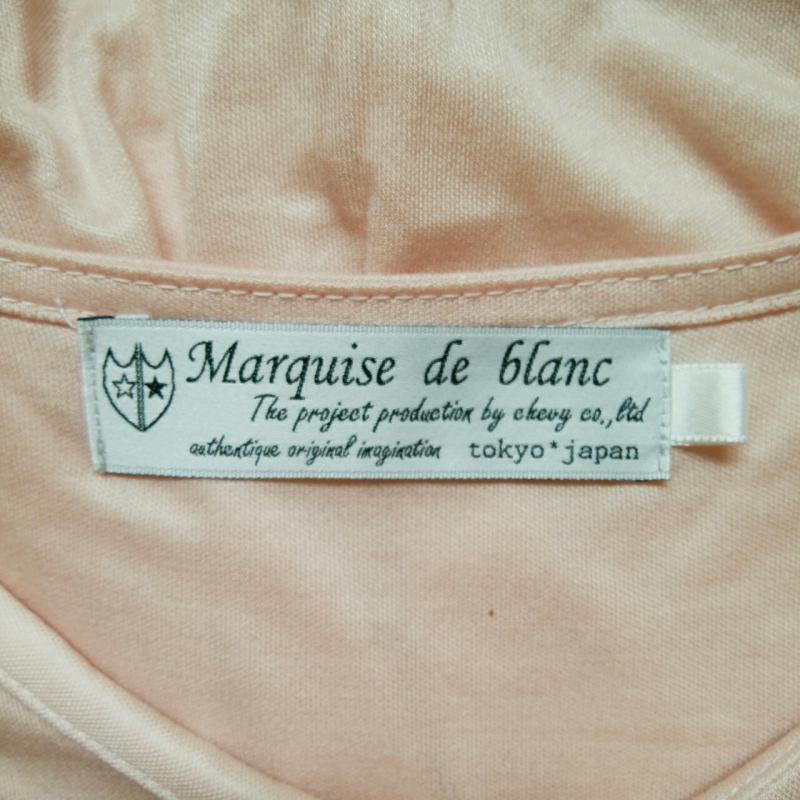 Marquise de blanc
The project production by chevy co.,ltd
authentique original imagination tokyo*japan